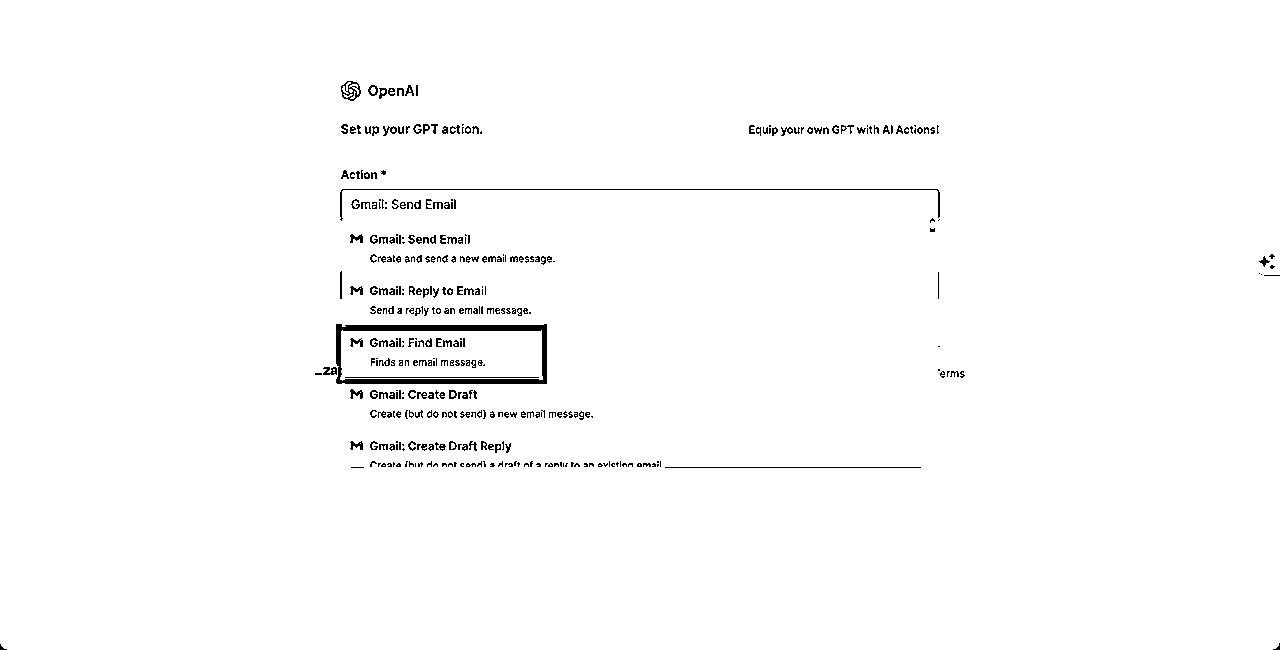 OpenAI
Set up your GPT action.
Equip your own GPT with AI Actions!
Action *
Gmail: Send Email
Gmail: Send Email
Create and send a new email message.
Gmail: Reply to Email
Send a reply to an email message.
Gmail: Find Email
Finds an email message.
_za
Terms
Gmail: Create Draft
Create (but do not send) a new email message.
Gmail: Create Draft Reply
Create (but do not send) a draft of a reply to an existing email